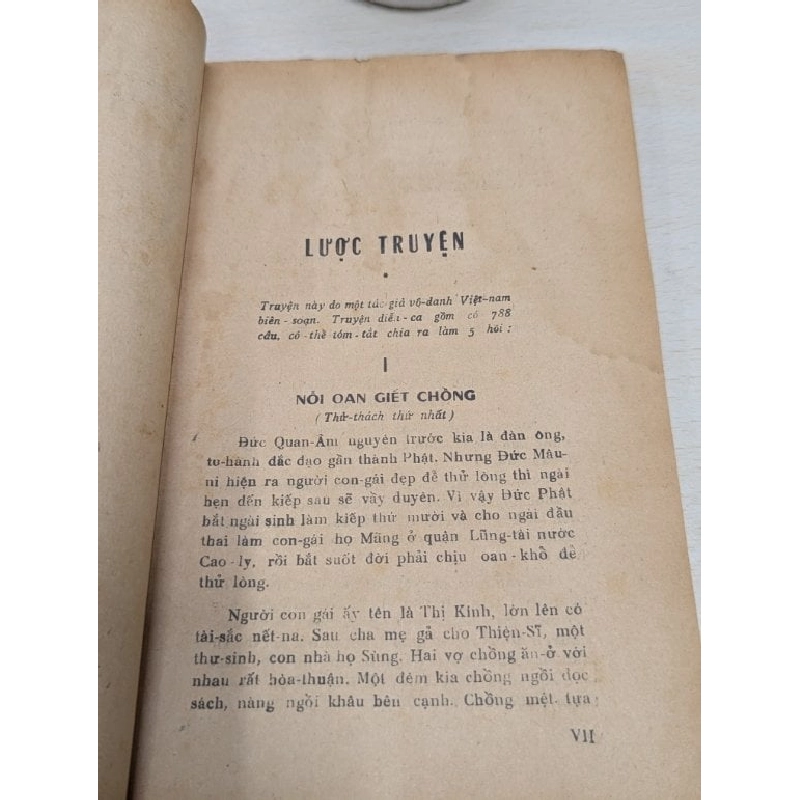 LƯỢC TRUYỆN
Truyện này do một tác giả vô-danh Việt-nam
biên-soạn. Truyện diễn-ca gồm có 788
câu, có-thể tóm-tắt chia ra làm 5 hồi :
I
NỖI OAN GIẾT CHỒNG
(Thử-thách thứ nhất)
Đức Quan-Âm nguyên trước kia là đàn ông,
tu-hành đắc đạo gần thành Phật. Nhưng Đức Mâu-
ni hiện ra người con-gái đẹp để thử lòng thì ngài
hẹn đến kiếp sau sẽ vầy duyên. Vì vậy Đức Phật
bắt ngài sinh làm kiếp thứ mười và cho ngài đầu
thai làm con-gái họ Mãng ở quận Lũng-tài nước
Cao-ly, rồi bắt suốt đời phải chịu oan-khổ để
thử lòng.
Người con gái ấy tên là Thị Kính, lớn lên có
tài-sắc nết-na. Sau cha mẹ gả cho Thiện-Sĩ, một
thư-sinh, con nhà họ Sùng. Hai vợ chồng ăn-ở với
nhau rất hòa-thuận. Một đêm kia chồng ngồi đọc
sách, nàng ngồi khâu bên cạnh. Chồng mệt tựa
VII